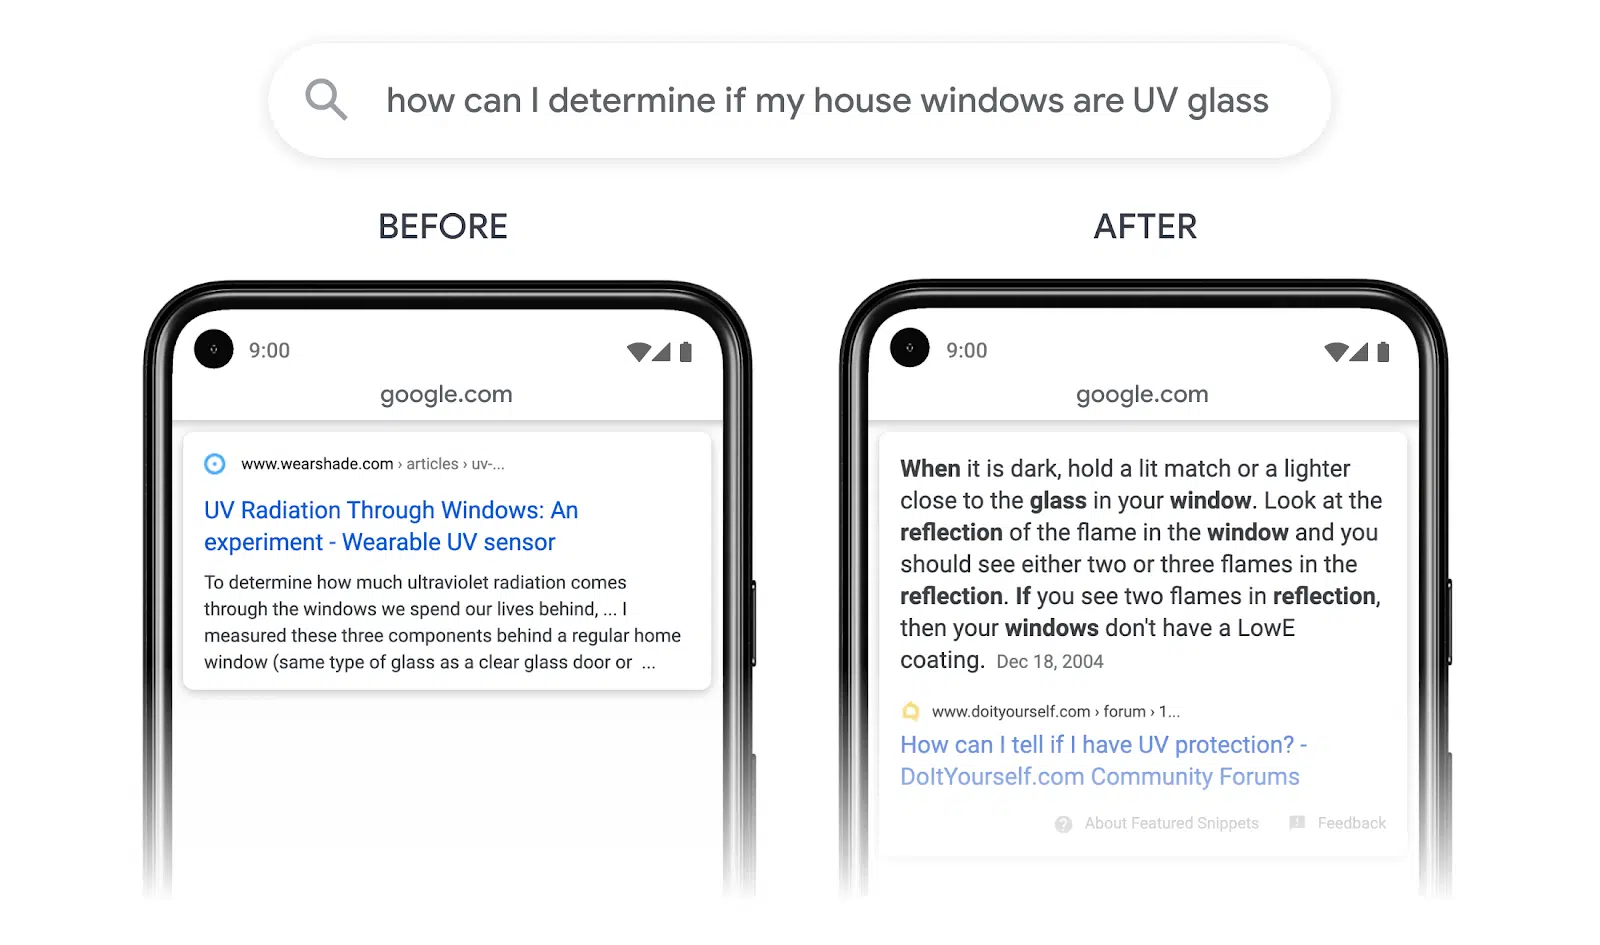 how can I determine if my house windows are UV glass
BEFORE
9:00
google.com
www.wearshade.com › articles › uv-...
UV Radiation Through Windows: An
experiment - Wearable UV sensor
To determine how much ultraviolet radiation comes
through the windows we spend our lives behind, ... I
measured these three components behind a regular home
window (same type of glass as a clear glass door or ...
AFTER
9:00
google.com
When it is dark, hold a lit match or a lighter
close to the glass in your window. Look at the
reflection of the flame in the window and you
should see either two or three flames in the
reflection. If you see two flames in reflection,
then your windows don't have a LowE
coating. Dec 18, 2004
www.doityourself.com › forum › 1...
How can I tell if I have UV protection? -
DoItYourself.com Community Forums
About Featured Snippets Feedback